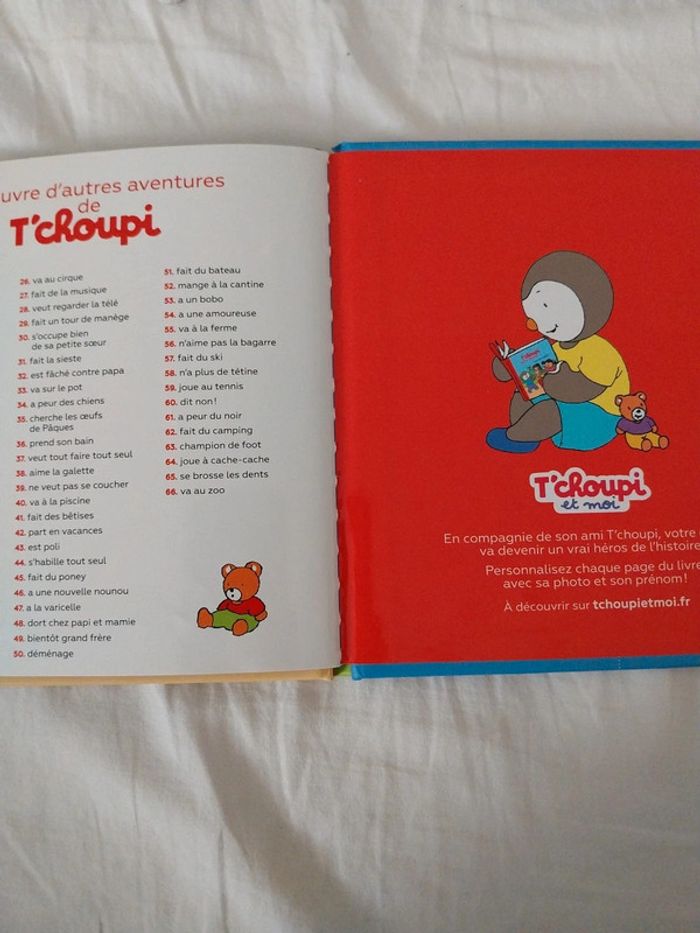 uvre d'autres aventures
de
T'choupi
26. va au cirque
27. fait de la musique
28. veut regarder la télé
29. fait un tour de manège
30. s'occupe bien
de sa petite sœur
31. fait la sieste
32. est fâché contre papa
33. va sur le pot
34. a peur des chiens
35. cherche les œufs
de Pâques
36. prend son bain
37. veut tout faire tout seul
38. aime la galette
39. ne veut pas se coucher
40. va à la piscine
41. fait des bêtises
42. part en vacances
43. est poli
44. s'habille tout seul
45. fait du poney
46. a une nouvelle nounou
47. a la varicelle
48. dort chez papi et mamie
49. bientôt grand frère
50. déménage
51. fait du bateau
52. mange à la cantine
53. a un bobo
54. a une amoureuse
55. va à la ferme
56. n'aime pas la bagarre
57. fait du ski
58. n'a plus de tétine
59. joue au tennis
60. dit non !
61. a peur du noir
62. fait du camping
63. champion de foot
64. joue à cache-cache
65. se brosse les dents
66. va au zoo
T'choupi
T'choupi
et moi
En compagnie de son ami T'choupi, votre
va devenir un vrai héros de l'histoire
Personnalisez chaque page du livre
avec sa photo et son prénom !
À découvrir sur tchoupietmoi.fr